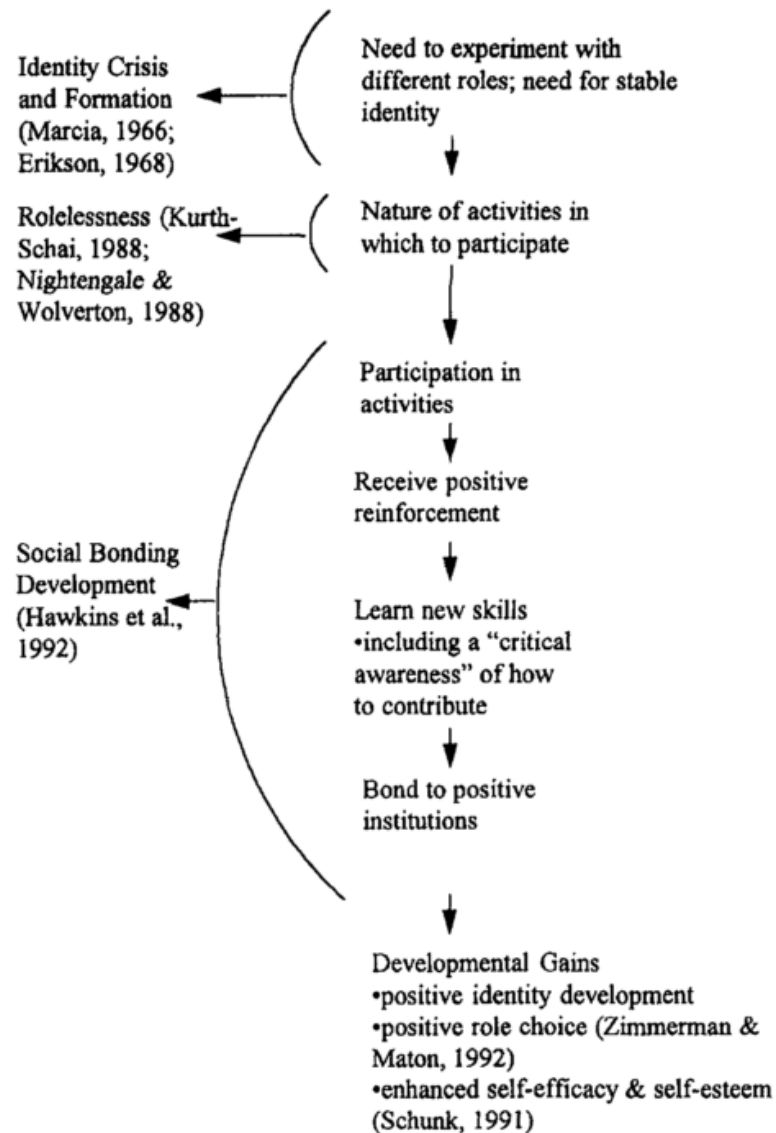 Identity Crisis
and Formation
(Marcia, 1966;
Erikson, 1968)
Need to experiment with
different roles; need for stable
identity
Rolelessness (Kurth-
Schai, 1988;
Nightengale &
Wolverton, 1988)
Nature of activities in
which to participate
Participation in
activities
Receive positive
reinforcement
Social Bonding
Development
(Hawkins et al.,
1992)
Learn new skills
•including a “critical
awareness” of how
to contribute
Bond to positive
institutions
Developmental Gains
•positive identity development
•positive role choice (Zimmerman &
Maton, 1992)
•enhanced self-efficacy & self-esteem
(Schunk, 1991)